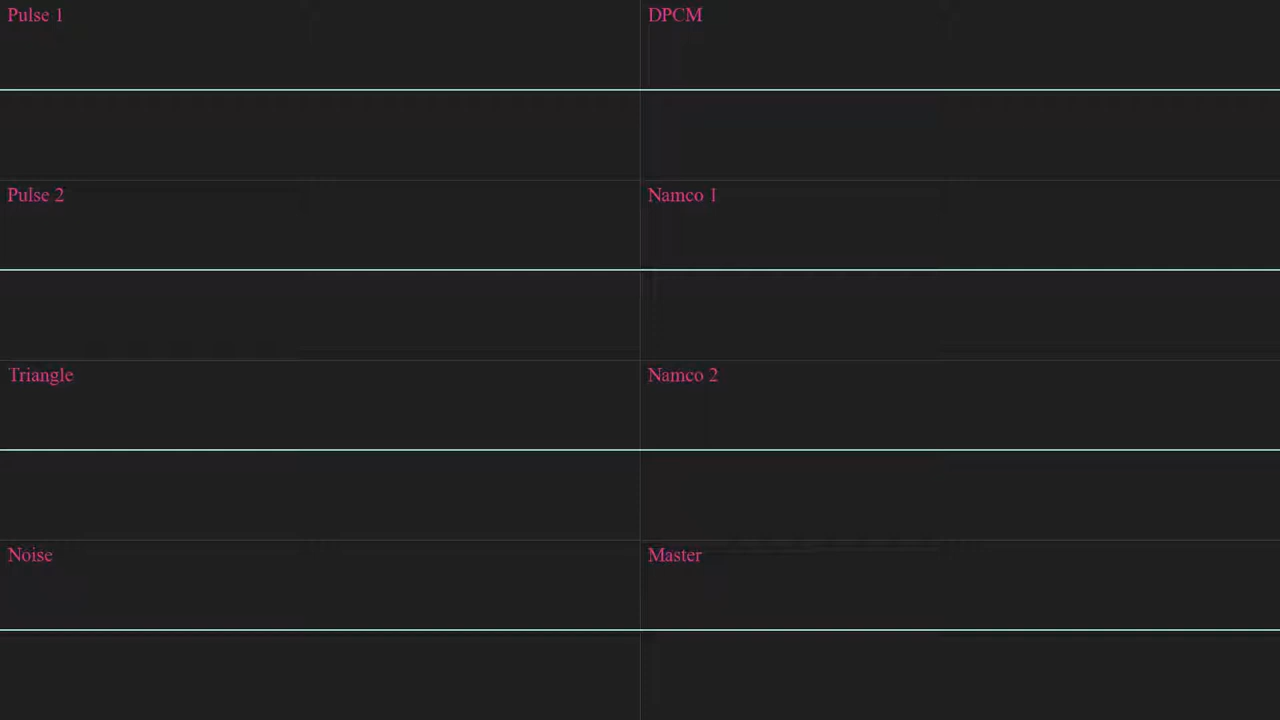 Pulse 1
DPCM
Pulse 2
Namco 1
Triangle
Namco 2
Noise
Master